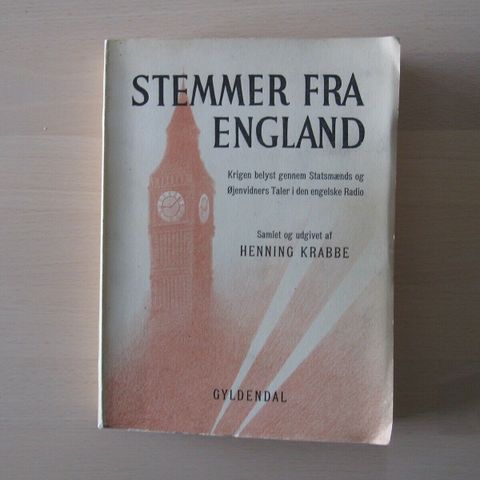 STEMMER FRA
ENGLAND
Krigen belyst gennem Statsmænds og
Øjenvidners Taler i den engelske Radio
Samlet og udgivet af
HENNING KRABBE
GYLDENDAL